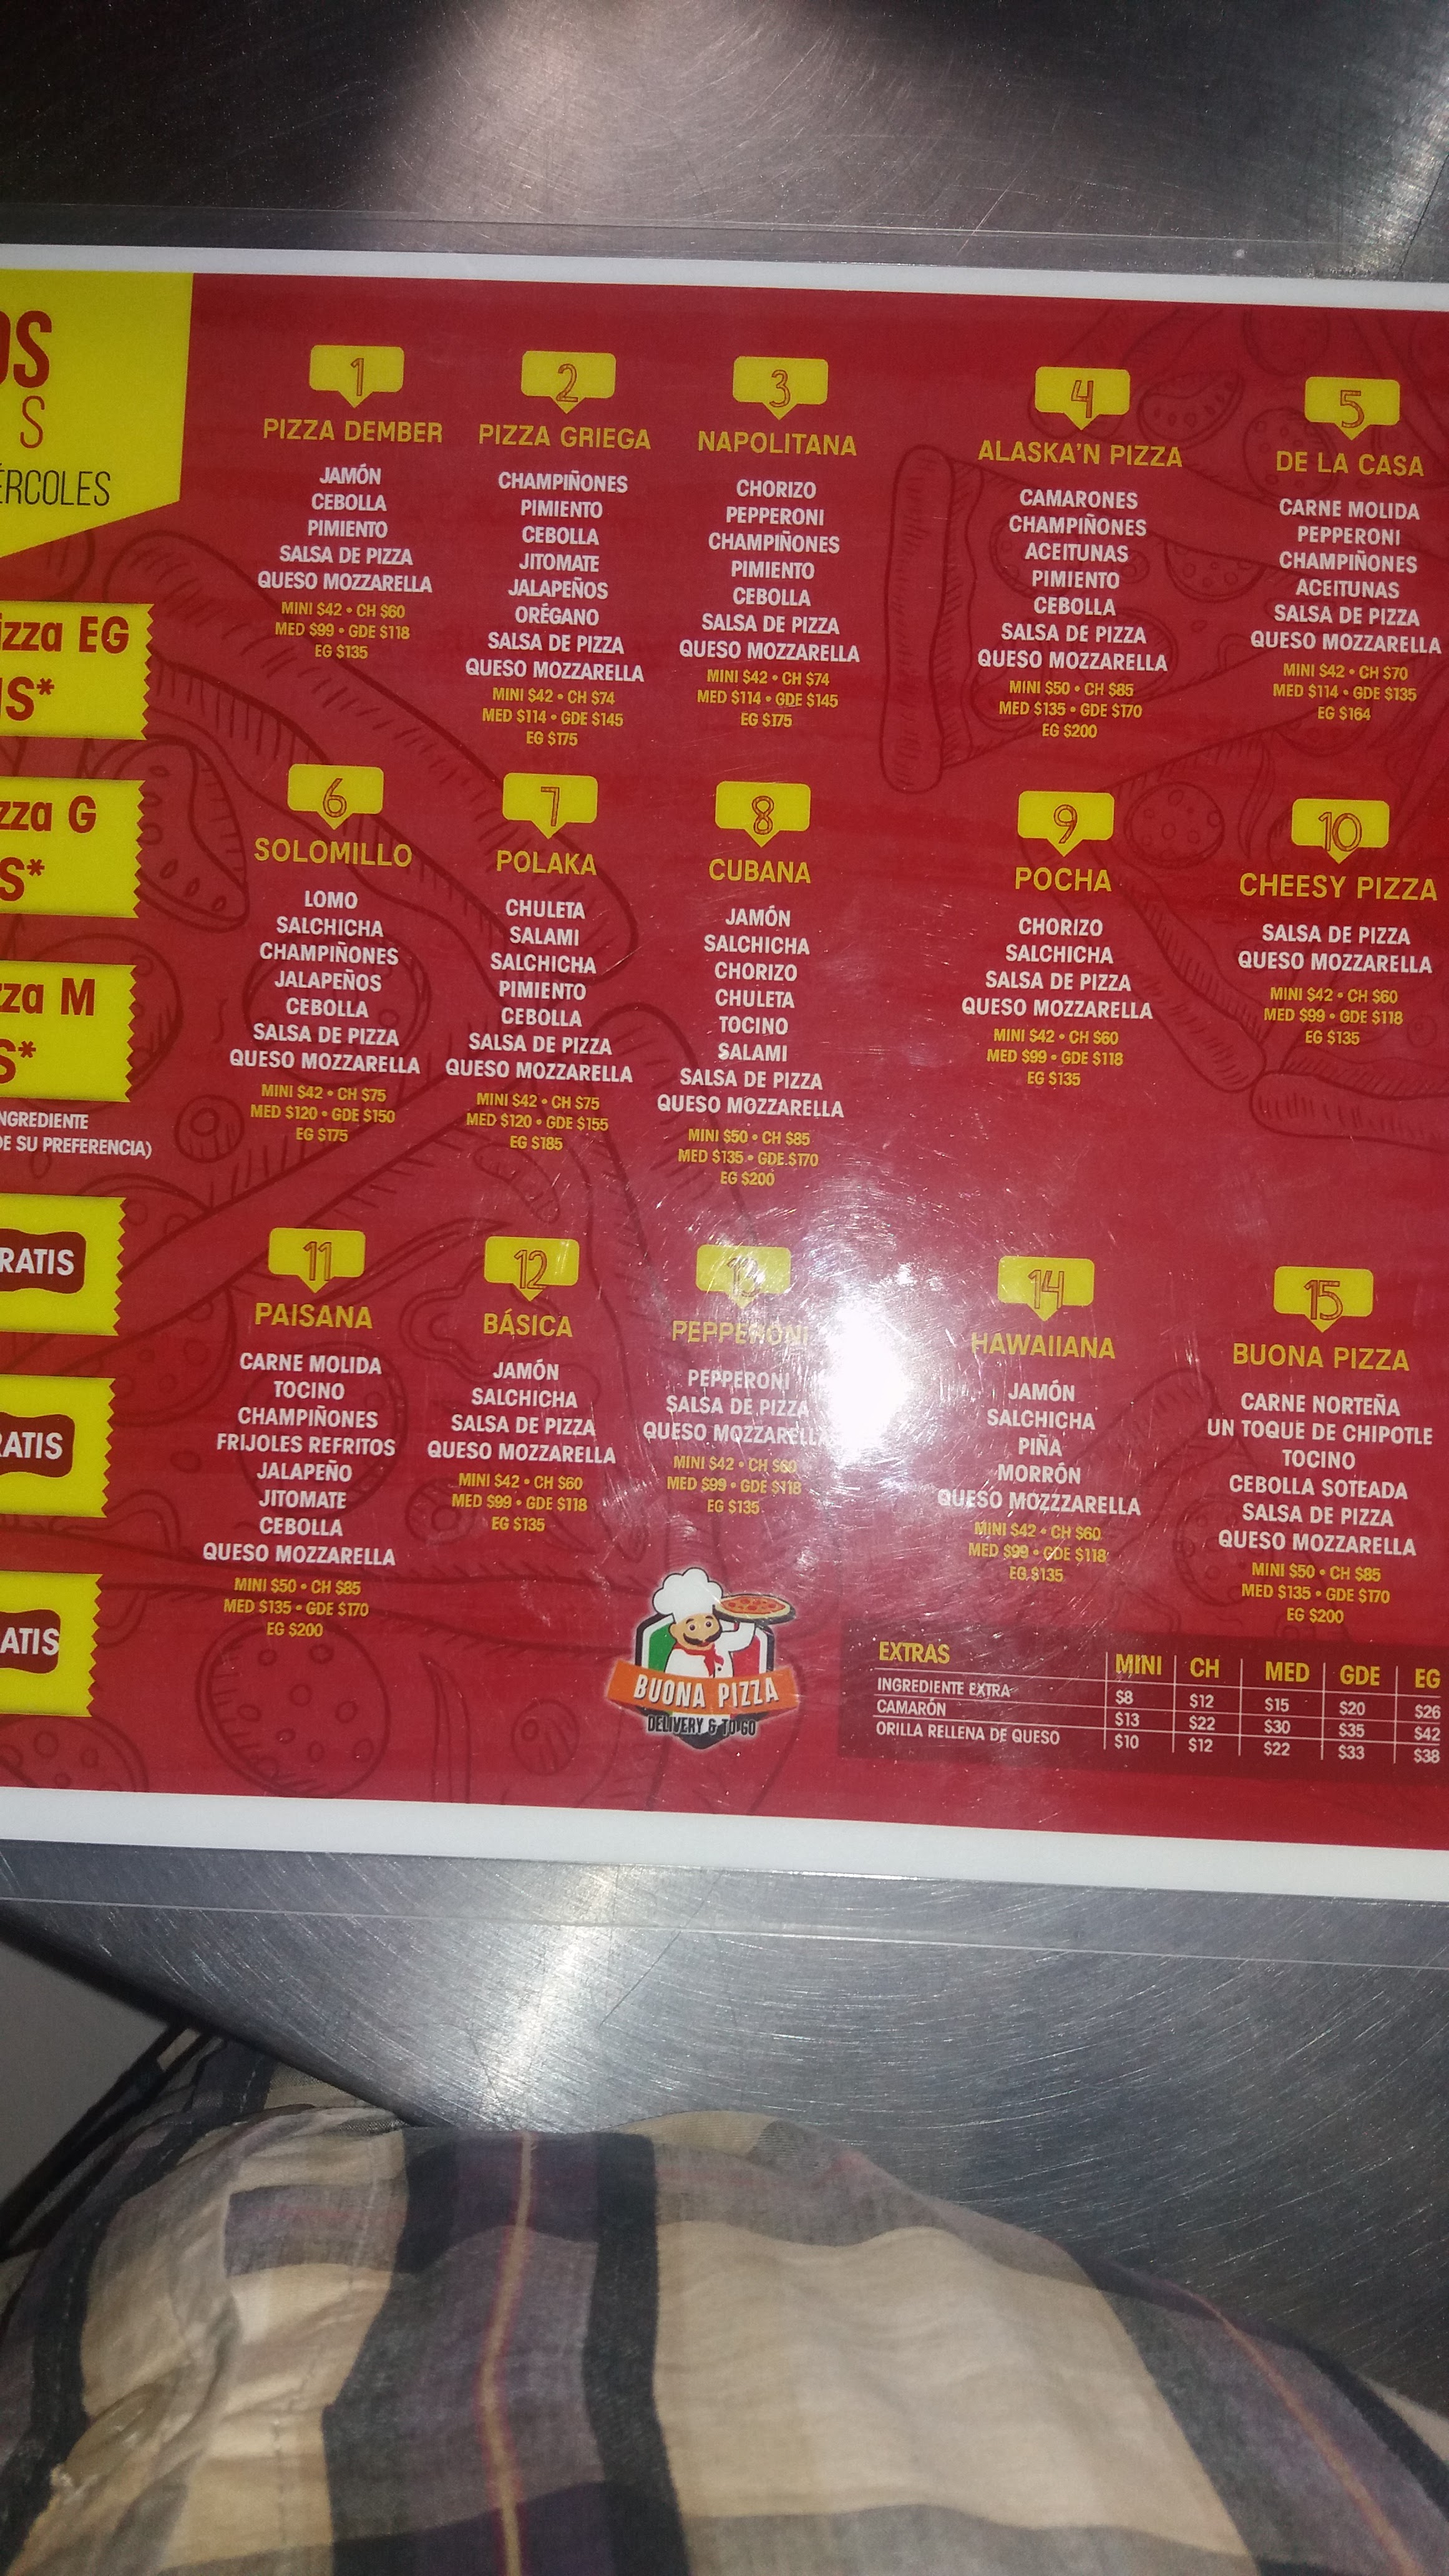 OS
S
ÉRCOLES
izza EG
zza G
S*
zza M
S*
NGREDIENTE
DE SU PREFERENCIA)
RATIS
RATIS
ATIS
1
PIZZA DEMBER
JAMÓN
CEBOLLA
PIMIENTO
SALSA DE PIZZA
QUESO MOZZARELLA
MINI $42 • CH $60
MED $99 • GDE $118
EG $135
2
PIZZA GRIEGA
CHAMPIÑONES
PIMIENTO
CEBOLLA
JITOMATE
JALAPEÑOS
ORÉGANO
SALSA DE PIZZA
QUESO MOZZARELLA
MINI $42 • CH $74
MED $114 • GDE $145
EG $175
3
NAPOLITANA
CHORIZO
PEPPERONI
CHAMPIÑONES
PIMIENTO
CEBOLLA
SALSA DE PIZZA
QUESO MOZZARELLA
MINI $42 • CH $74
MED $114 • GDE $145
EG $175
4
ALASKA'N PIZZA
CAMARONES
CHAMPIÑONES
ACEITUNAS
PIMIENTO
CEBOLLA
SALSA DE PIZZA
QUESO MOZZARELLA
MINI $50 • CH $85
MED $135 • GDE $170
EG $200
5
DE LA CASA
CARNE MOLIDA
PEPPERONI
CHAMPIÑONES
ACEITUNAS
SALSA DE PIZZA
QUESO MOZZARELLA
MINI $42 • CH $70
MED $114 • GDE $135
EG $164
6
SOLOMILLO
LOMO
SALCHICHA
CHAMPIÑONES
JALAPEÑOS
CEBOLLA
SALSA DE PIZZA
QUESO MOZZARELLA
MINI $42 • CH $75
MED $120 • GDE $150
EG $175
7
POLAKA
CHULETA
SALAMI
SALCHICHA
PIMIENTO
CEBOLLA
SALSA DE PIZZA
QUESO MOZZARELLA
MINI $42 • CH $75
MED $120 • GDE $155
EG $185
8
CUBANA
JAMÓN
SALCHICHA
CHORIZO
CHULETA
TOCINO
SALAMI
SALSA DE PIZZA
QUESO MOZZARELLA
MINI $50 • CH $85
MED $135 • GDE $170
EG $200
9
POCHA
CHORIZO
SALCHICHA
SALSA DE PIZZA
QUESO MOZZARELLA
MINI $42 • CH $60
MED $99 • GDE $118
EG $135
10
CHEESY PIZZA
SALSA DE PIZZA
QUESO MOZZARELLA
MINI $42 • CH $60
MED $99 • GDE $118
EG $135
11
PAISANA
CARNE MOLIDA
TOCINO
CHAMPIÑONES
FRIJOLES REFRITOS
JALAPEÑO
JITOMATE
CEBOLLA
QUESO MOZZARELLA
MINI $50 • CH $85
MED $135 • GDE $170
EG $200
12
BÁSICA
JAMÓN
SALCHICHA
SALSA DE PIZZA
QUESO MOZZARELLA
MINI $42 • CH $60
MED $99 • GDE $118
EG $135
13
PEPPERONI
PEPPERONI
SALSA DE PIZZA
QUESO MOZZARELLA
MINI $42 • CH $60
MED $99 • GDE $118
EG $135
14
HAWAIIANA
JAMÓN
SALCHICHA
PIÑA
MORRÓN
QUESO MOZZZARELLA
MINI $42 • CH $60
MED $99 • GDE $118
EG $135
15
BUONA PIZZA
CARNE NORTEÑA
UN TOQUE DE CHIPOTLE
TOCINO
CEBOLLA SOTEADA
SALSA DE PIZZA
QUESO MOZZARELLA
MINI $50 • CH $85
MED $135 • GDE $170
EG $200
BUONA PIZZA
DELIVERY & TO GO
EXTRAS MINI CH MED GDE EG
INGREDIENTE EXTRA $8 $12 $15 $20 $26
CAMARÓN $13 $22 $30 $35 $42
ORILLA RELLENA DE QUESO $10 $12 $22 $33 $38